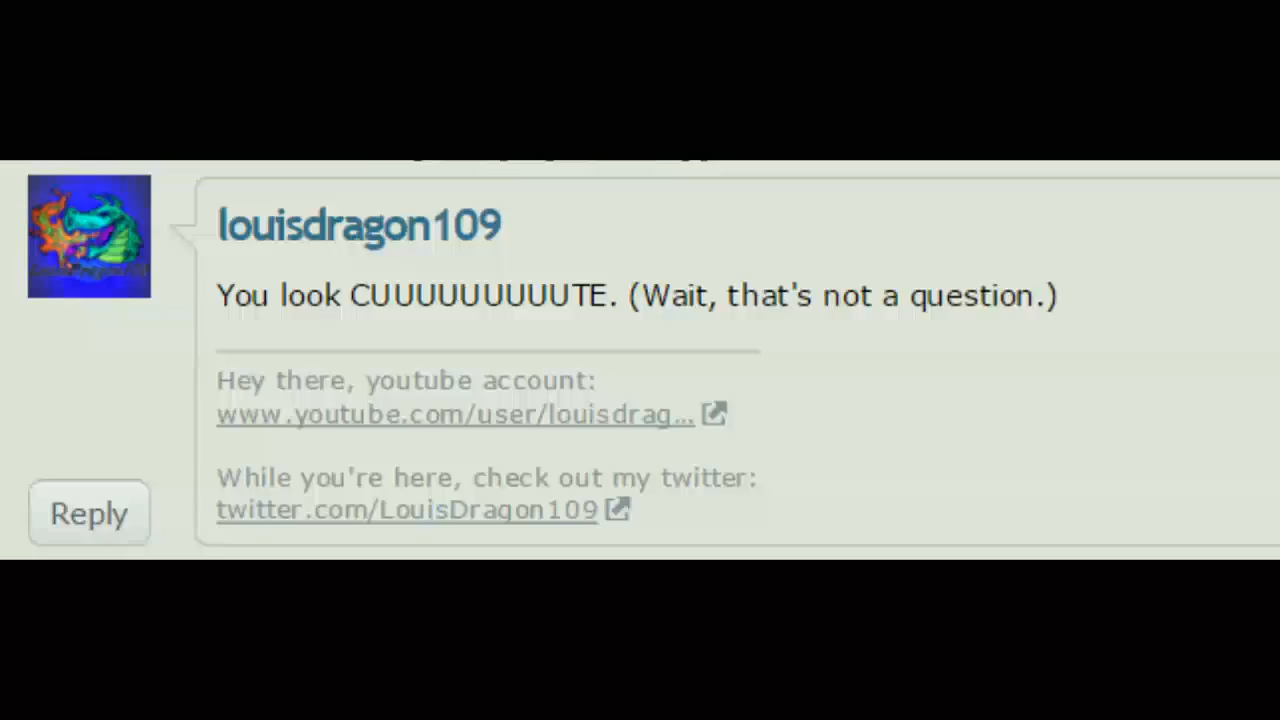 louisdragon109
You look CUUUUUUUUUTE. (Wait, that's not a question.)
Hey there, youtube account:
www.youtube.com/user/louisdrag...
While you're here, check out my twitter:
twitter.com/LouisDragon109
Reply